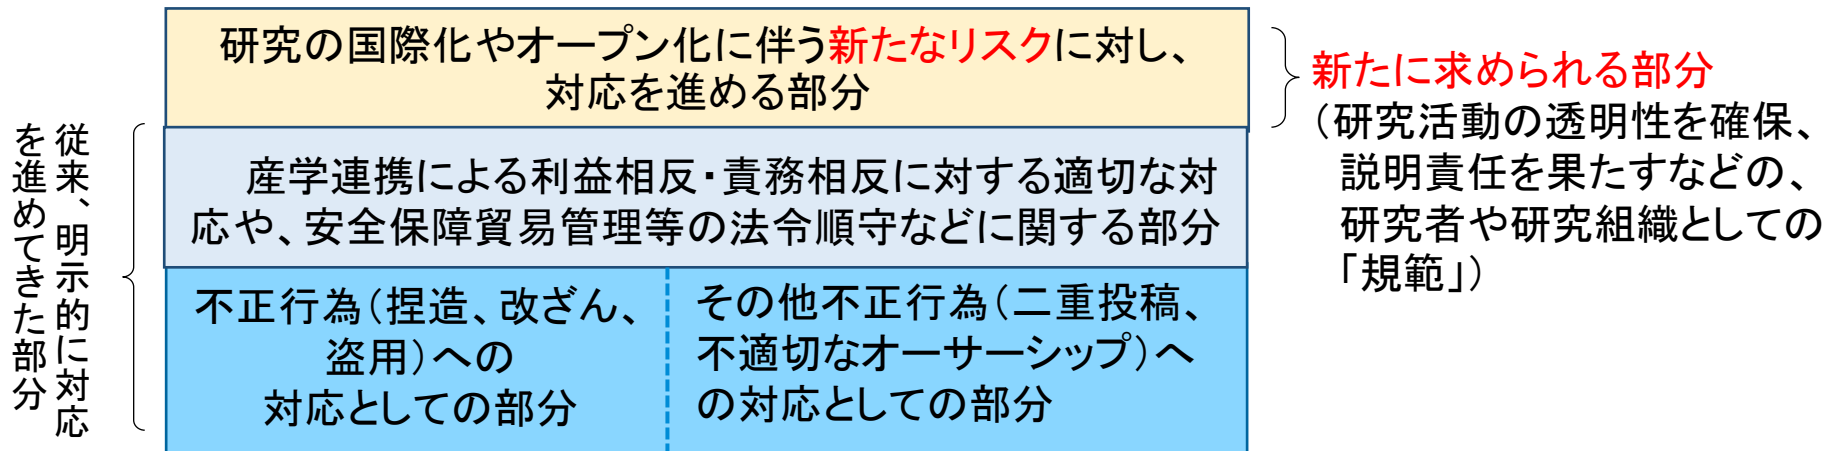 研究の国際化やオープン化に伴う新たなリスクに対し、
対応を進める部分
新たに求められる部分
（研究活動の透明性を確保、
説明責任を果たすなどの、
研究者や研究組織としての
「規範」）
従来、明示的に対応
を進めてきた部分
産学連携による利益相反・責務相反に対する適切な対
応や、安全保障貿易管理等の法令順守などに関する部分
不正行為（捏造、改ざん、
盗用）への
対応としての部分
その他不正行為（二重投稿、
不適切なオーサーシップ）へ
の対応としての部分